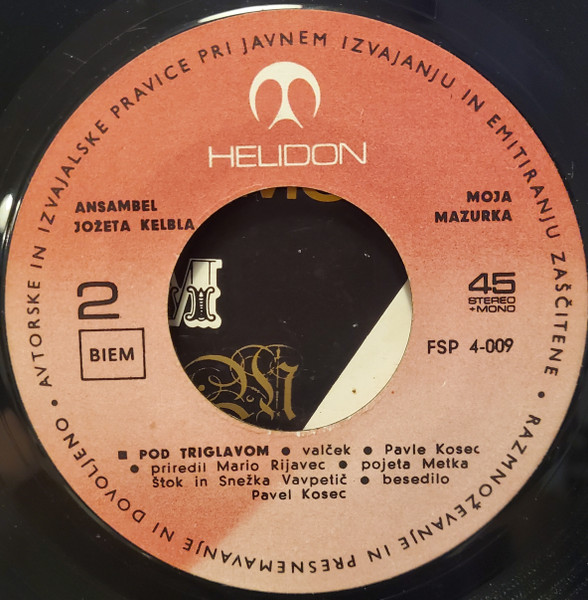 AVTORSKE IN IZVAJALSKE PRAVICE PRI JAVNEM IZVAJANJU IN EMITIRANJU ZAŠČITENE • RAZMNOŽEVANJE IN PRESNEMAVANJE NI DOVOLJENO •
HELIDON
ANSAMBEL
JOŽETA KELBLA
MOJA
MAZURKA
2
BIEM
45
STEREO
+MONO
FSP 4-009
■ POD TRIGLAVOM • valček • Pavle Kosec
• priredil Mario Rijavec • pojeta Metka
Štok in Snežka Vavpetič • besedilo
Pavel Kosec